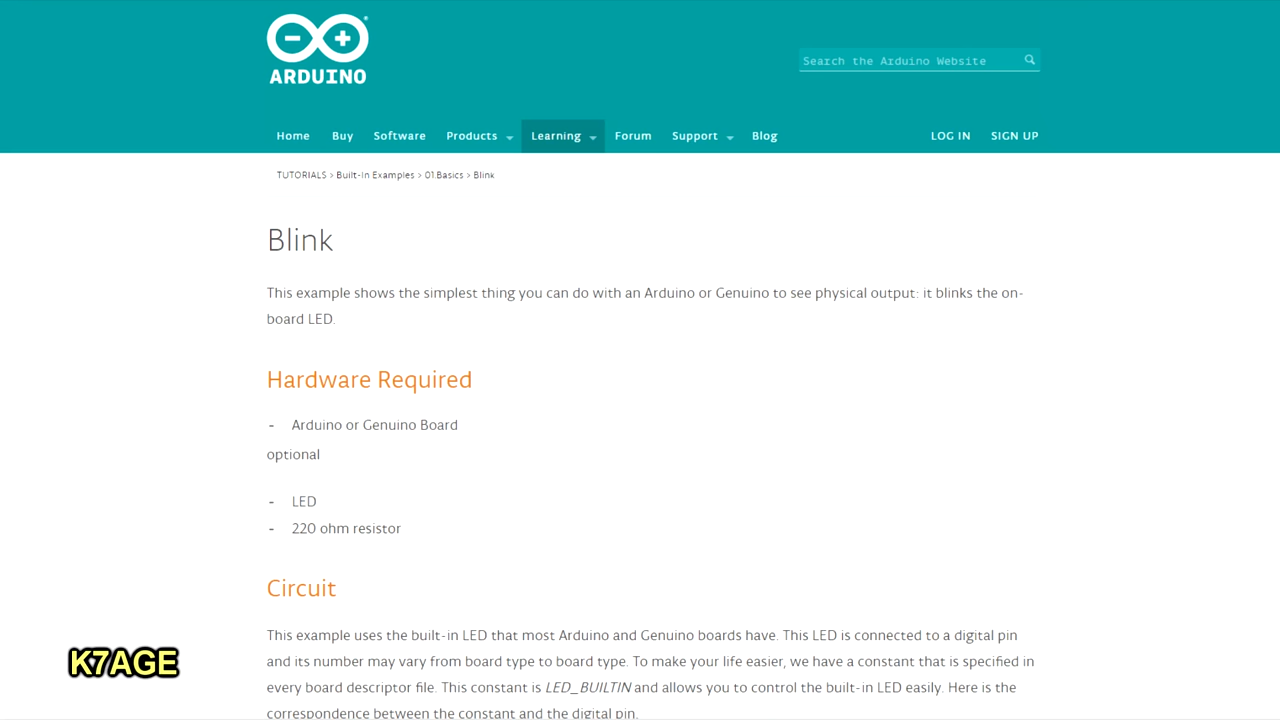 ARDUINO
Search the Arduino Website
Home Buy Software Products Learning Forum Support Blog LOG IN SIGN UP
TUTORIALS > Built-In Examples > 01.Basics > Blink
Blink
This example shows the simplest thing you can do with an Arduino or Genuino to see physical output: it blinks the on-
board LED.
Hardware Required
- Arduino or Genuino Board
optional
- LED
- 220 ohm resistor
Circuit
This example uses the built-in LED that most Arduino and Genuino boards have. This LED is connected to a digital pin
and its number may vary from board type to board type. To make your life easier, we have a constant that is specified in
every board descriptor file. This constant is LED_BUILTIN and allows you to control the built-in LED easily. Here is the
correspondence between the constant and the digital pin.
K7AGE